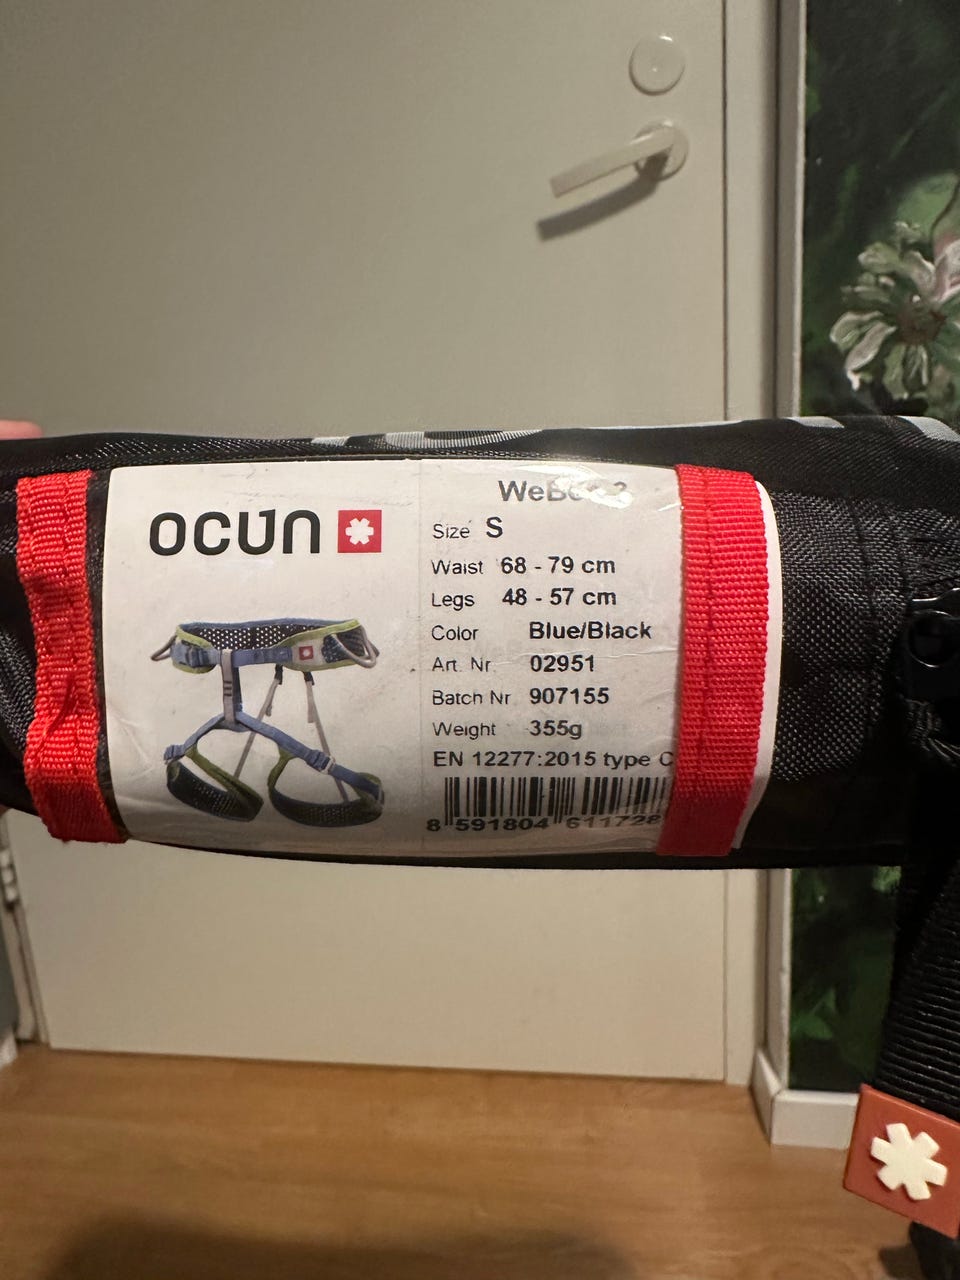 OCUN
Size S
Waist 68 - 79 cm
Legs 48 - 57 cm
Color Blue/Black
Art. Nr. 02951
Batch Nr 907155
Weight 355g
EN 12277:2015 type C
8 591804 611728